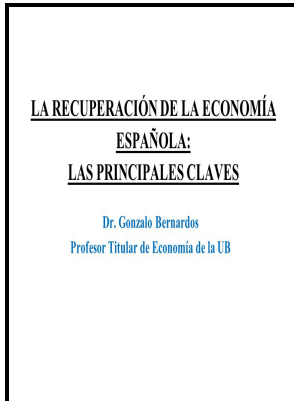 LA RECUPERACIÓN DE LA ECONOMÍA
ESPAÑOLA:
LAS PRINCIPALES CLAVES
Dr. Gonzalo Bernardos
Profesor Titular de Economía de la UB